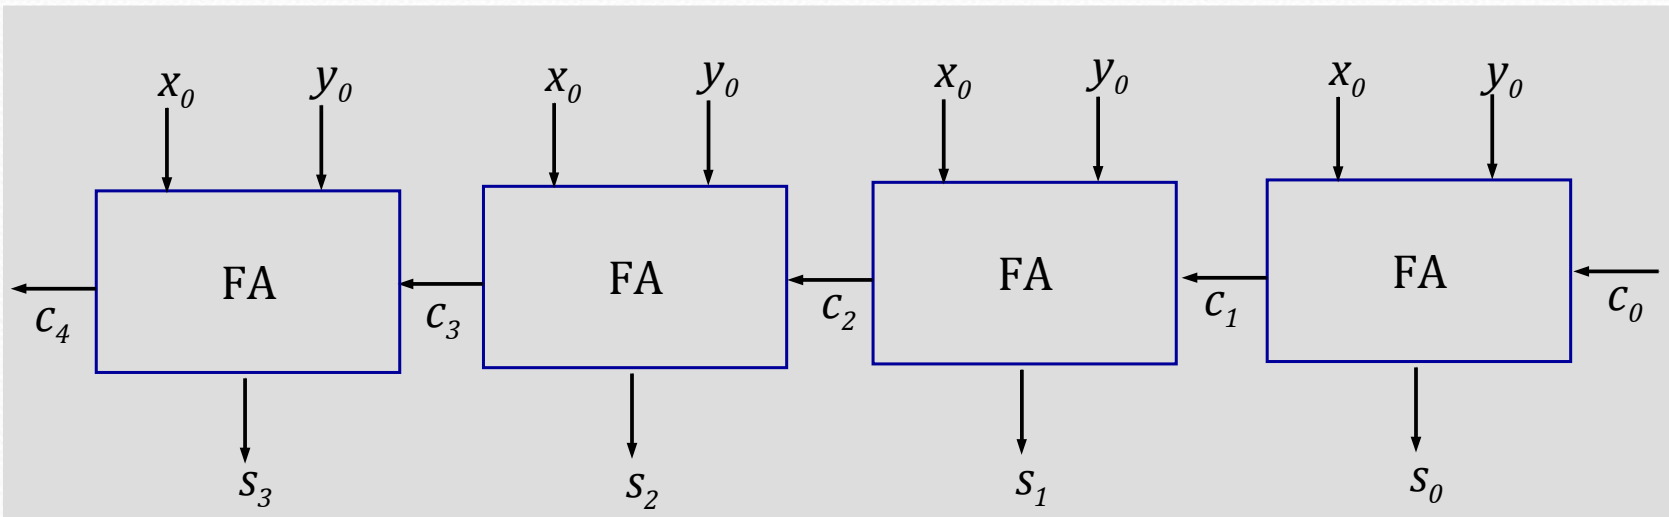 x₀ y₀ x₀ y₀ x₀ y₀ x₀ y₀
FA FA FA FA
c₄ c₃ c₂ c₁ c₀
s₃ s₂ s₁ s₀